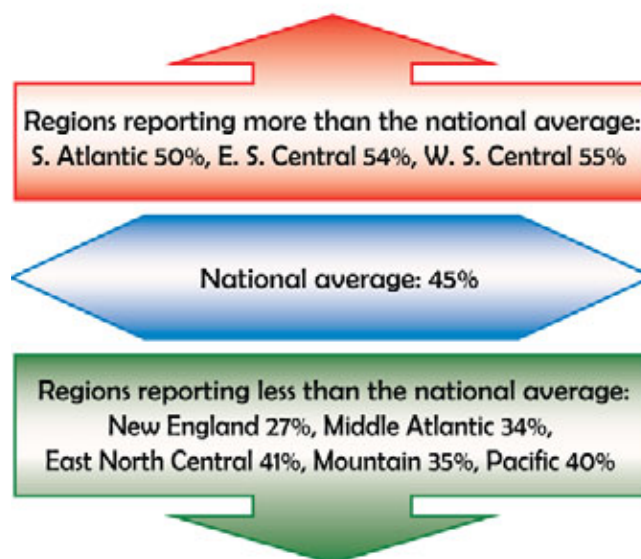 Regions reporting more than the national average:
S. Atlantic 50%, E. S. Central 54%, W. S. Central 55%
National average: 45%
Regions reporting less than the national average:
New England 27%, Middle Atlantic 34%,
East North Central 41%, Mountain 35%, Pacific 40%